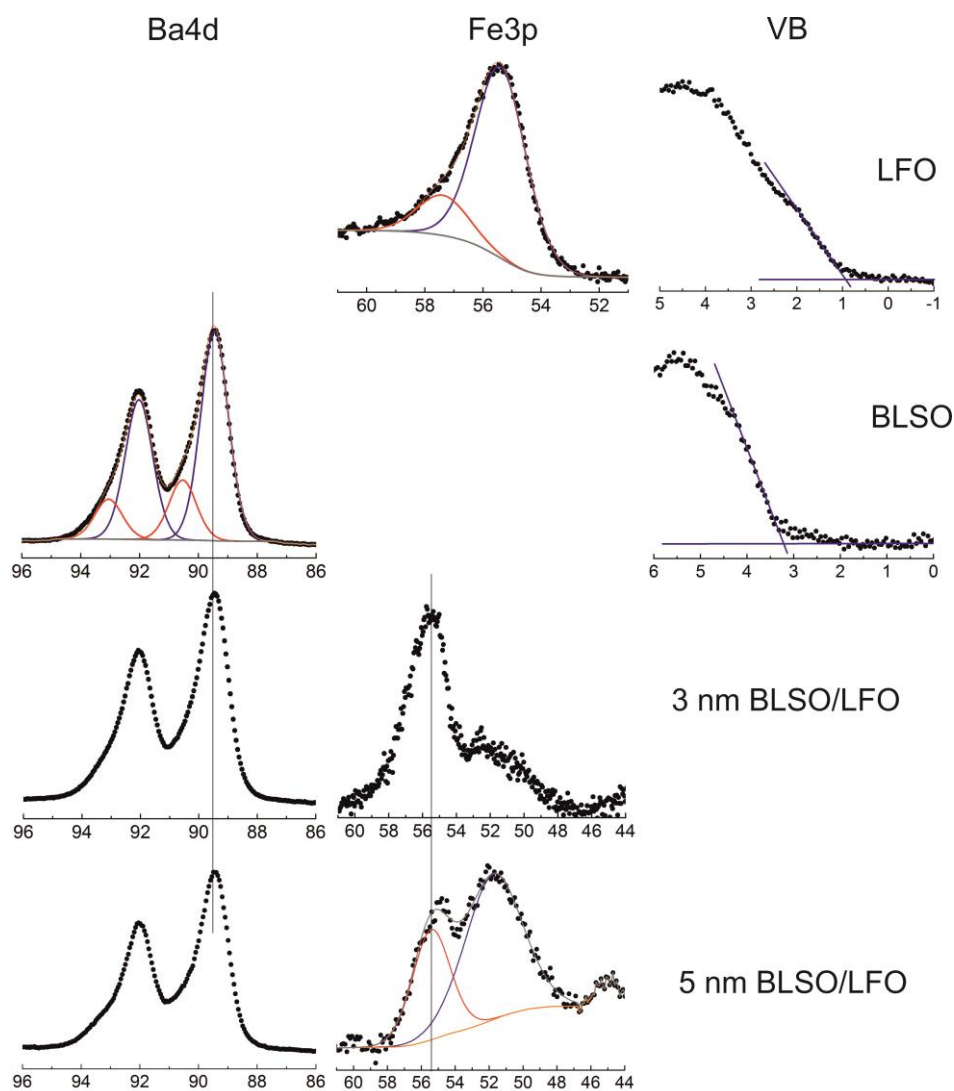 Ba4d Fe3p VB
LFO
60 58 56 54 52
5 4 3 2 1 0 -1
BLSO
96 94 92 90 88 86
6 5 4 3 2 1 0
3 nm BLSO/LFO
96 94 92 90 88 86
60 58 56 54 52 50 48 46 44
5 nm BLSO/LFO
96 94 92 90 88 86
60 58 56 54 52 50 48 46 44